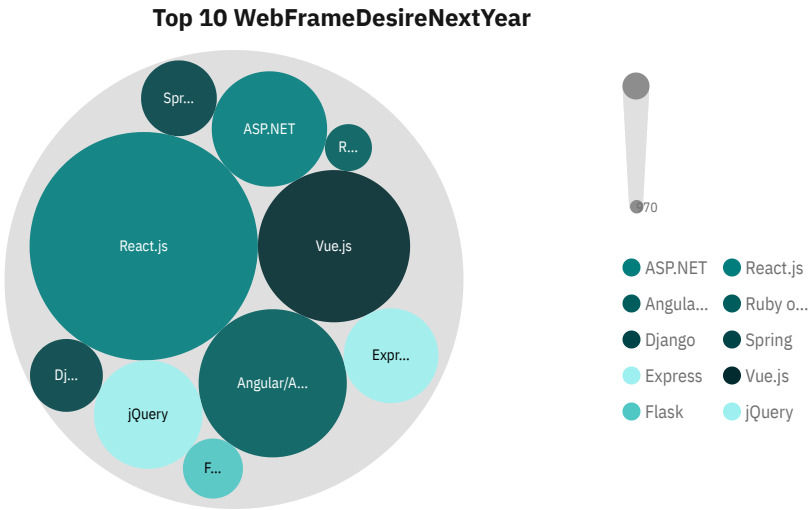 Top 10 WebFrameDesireNextYear
Spr...
ASP.NET
R...
React.js
Vue.js
Expr...
Dj...
Angular/A...
jQuery
F...
970
ASP.NET
React.js
Angula...
Ruby o...
Django
Spring
Express
Vue.js
Flask
jQuery